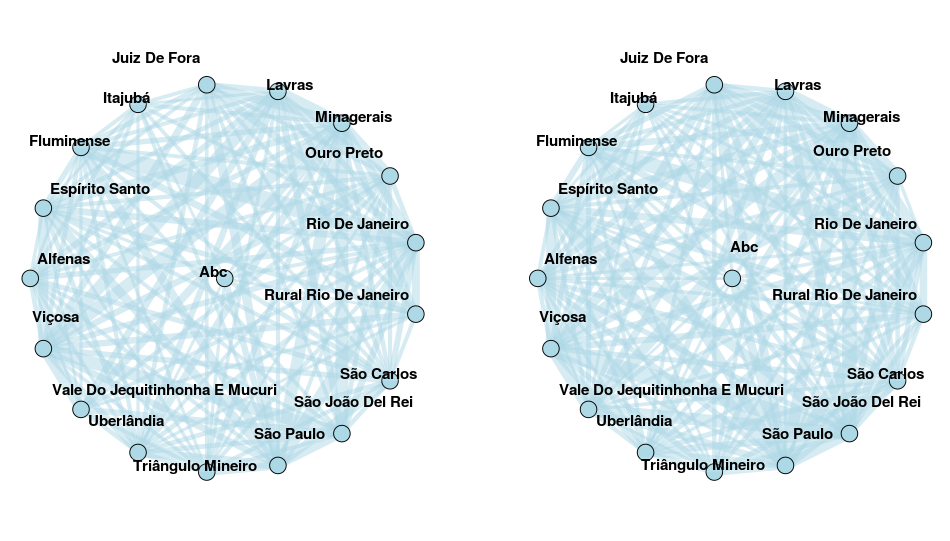 Juiz De Fora
Lavras
Itajubá
Minagerais
Fluminense
Ouro Preto
Espírito Santo
Rio De Janeiro
Alfenas
Abc
Rural Rio De Janeiro
Viçosa
São Carlos
Vale Do Jequitinhonha E Mucuri
São João Del Rei
Uberlândia
São Paulo
Triângulo Mineiro
Juiz De Fora
Lavras
Itajubá
Minagerais
Fluminense
Ouro Preto
Espírito Santo
Rio De Janeiro
Abc
Alfenas
Rural Rio De Janeiro
Viçosa
São Carlos
Vale Do Jequitinhonha E Mucuri
São João Del Rei
Uberlândia
São Paulo
Triângulo Mineiro